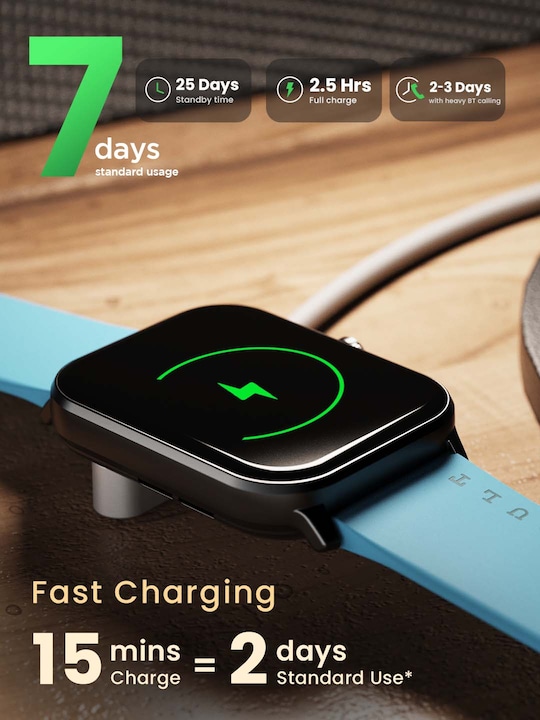 7
days
standard usage
25 Days
Standby time
2.5 Hrs
Full charge
2-3 Days
with heavy BT calling
ULT
Fast Charging
15 mins Charge = 2 days Standard Use*